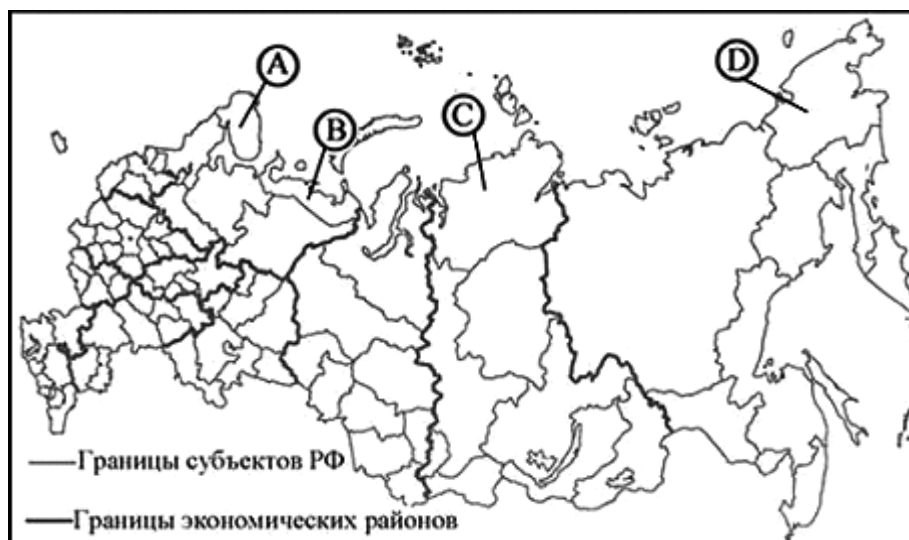 A
B
C
D
Границы субъектов РФ
Границы экономических районов